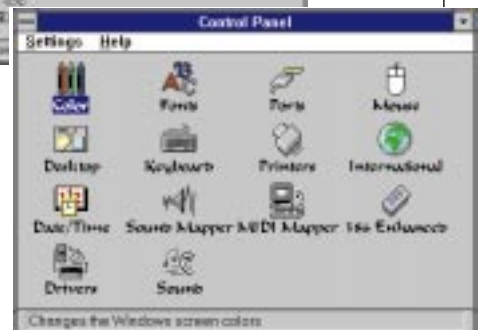 Control Panel
Settings Help
Color Fonts Ports Mouse
Desktop Keyboard Printers International
Date/Time Sound Mapper MIDI Mapper 386 Enhanced
Drivers Sound
Changes the Windows screen colors